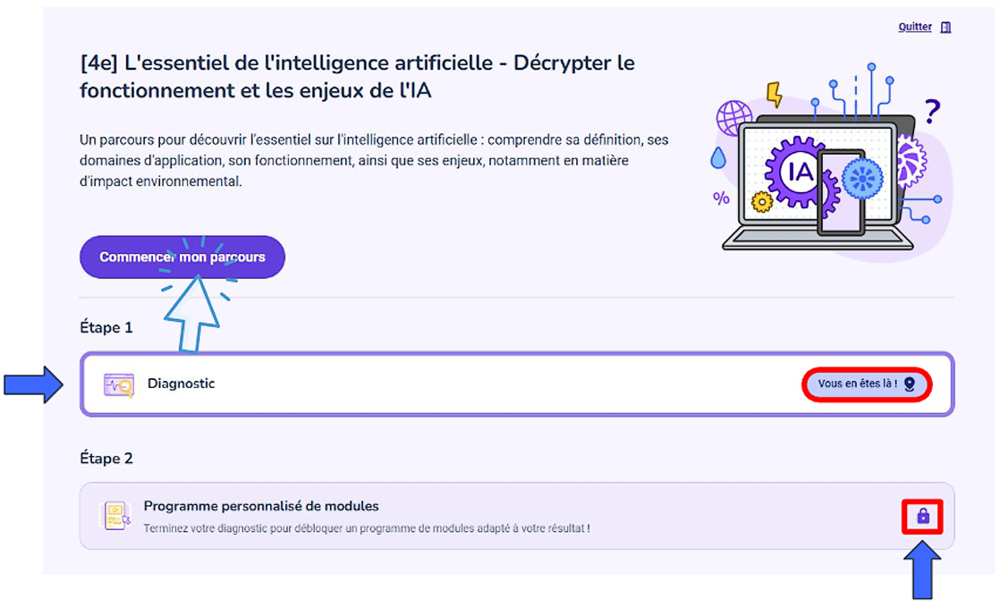 Quitter
[4e] L'essentiel de l'intelligence artificielle - Décrypter le
fonctionnement et les enjeux de l'IA
Un parcours pour découvrir l'essentiel sur l'intelligence artificielle : comprendre sa définition, ses
domaines d'application, son fonctionnement, ainsi que ses enjeux, notamment en matière
d'impact environnemental.
?
IA
%
Commencer mon parcours
Étape 1
Diagnostic
Vous en êtes là !
Étape 2
Programme personnalisé de modules
Terminez votre diagnostic pour débloquer un programme de modules adapté à votre résultat !